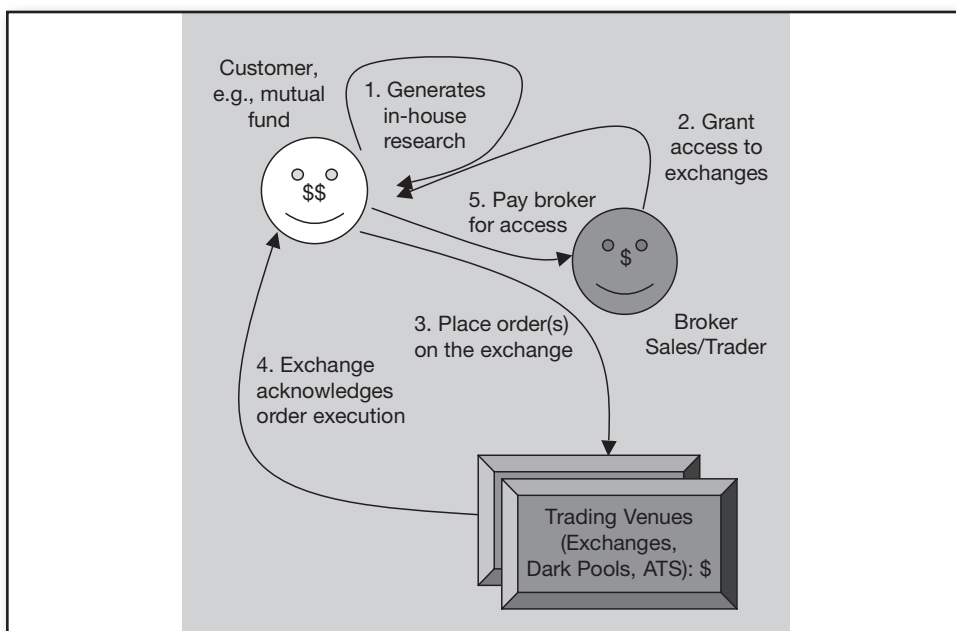 Customer,
e.g., mutual
fund
$$
1. Generates
in-house
research
2. Grant
access to
exchanges
5. Pay broker
for access
$
Broker
Sales/Trader
3. Place order(s)
on the exchange
4. Exchange
acknowledges
order execution
Trading Venues
(Exchanges,
Dark Pools, ATS): $